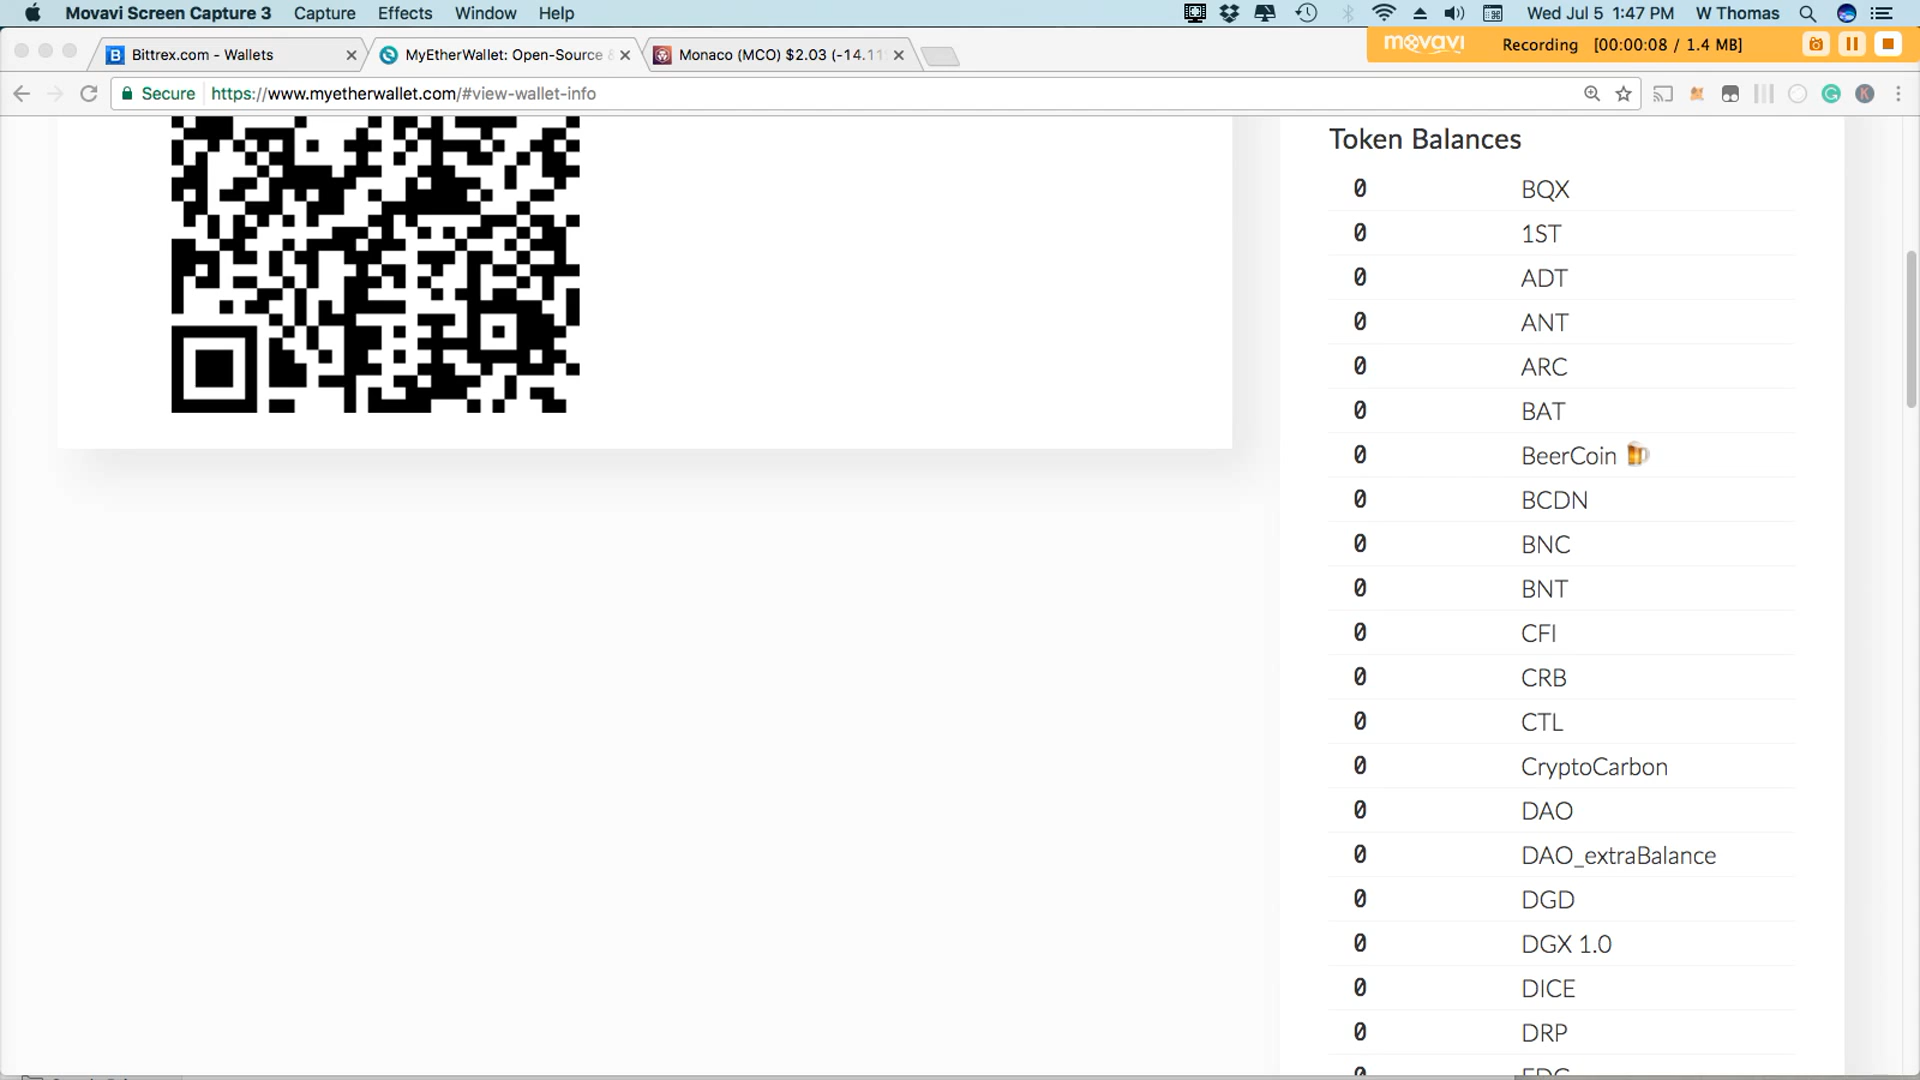 Movavi Screen Capture 3 Capture Effects Window Help Wed Jul 5 1:47 PM W Thomas
movavi Recording [00:00:08 / 1.4 MB]
Bittrex.com - Wallets MyEtherWallet: Open-Source & Monaco (MCO) $2.03 (-14.11%
Secure https://www.myetherwallet.com/#view-wallet-info
K
Token Balances
0 BQX
0 1ST
0 ADT
0 ANT
0 ARC
0 BAT
0 BeerCoin 🍺
0 BCDN
0 BNC
0 BNT
0 CFI
0 CRB
0 CTL
0 CryptoCarbon
0 DAO
0 DAO_extraBalance
0 DGD
0 DGX 1.0
0 DICE
0 DRP